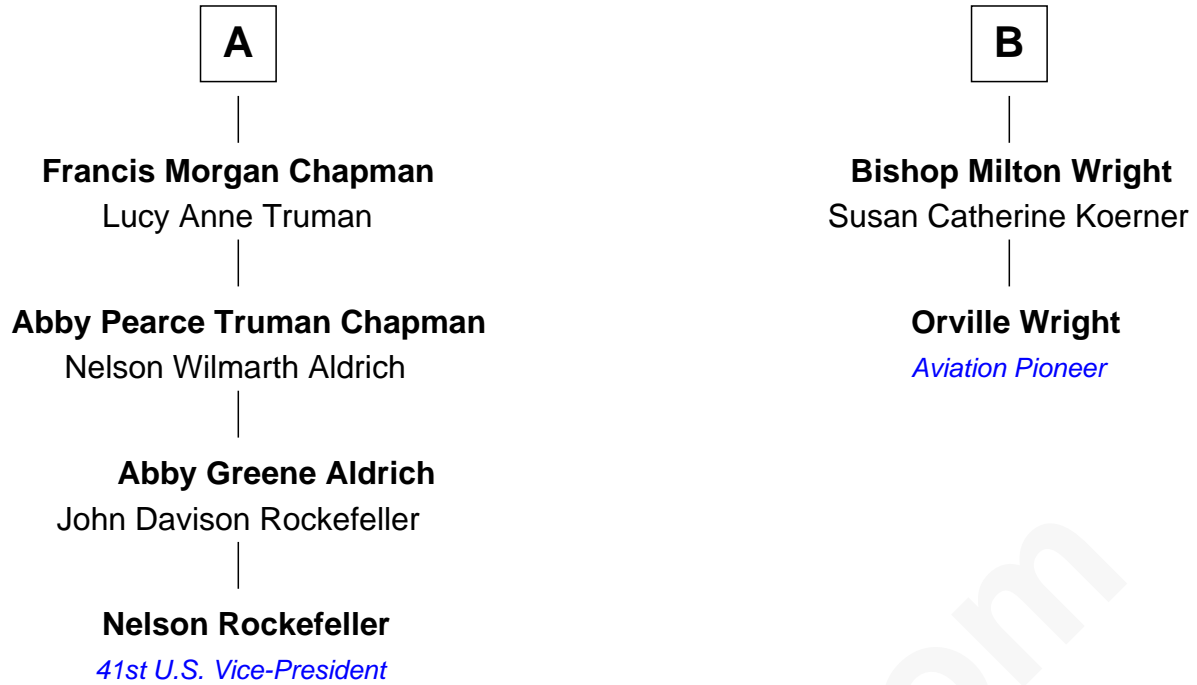 A
Francis Morgan Chapman
Lucy Anne Truman
Abby Pearce Truman Chapman
Nelson Wilmarth Aldrich
Abby Greene Aldrich
John Davison Rockefeller
Nelson Rockefeller
41st U.S. Vice-President
B
Bishop Milton Wright
Susan Catherine Koerner
Orville Wright
Aviation Pioneer
om